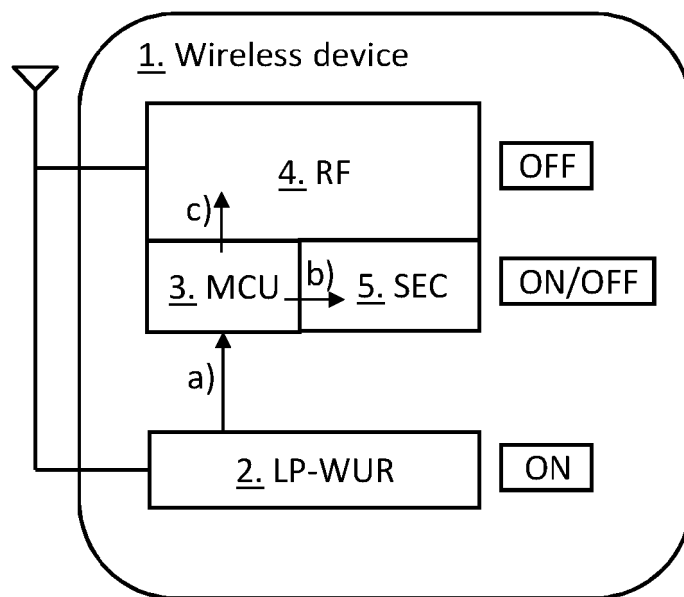 1. Wireless device
4. RF
OFF
c)
3. MCU
b)
5. SEC
ON/OFF
a)
2. LP-WUR
ON